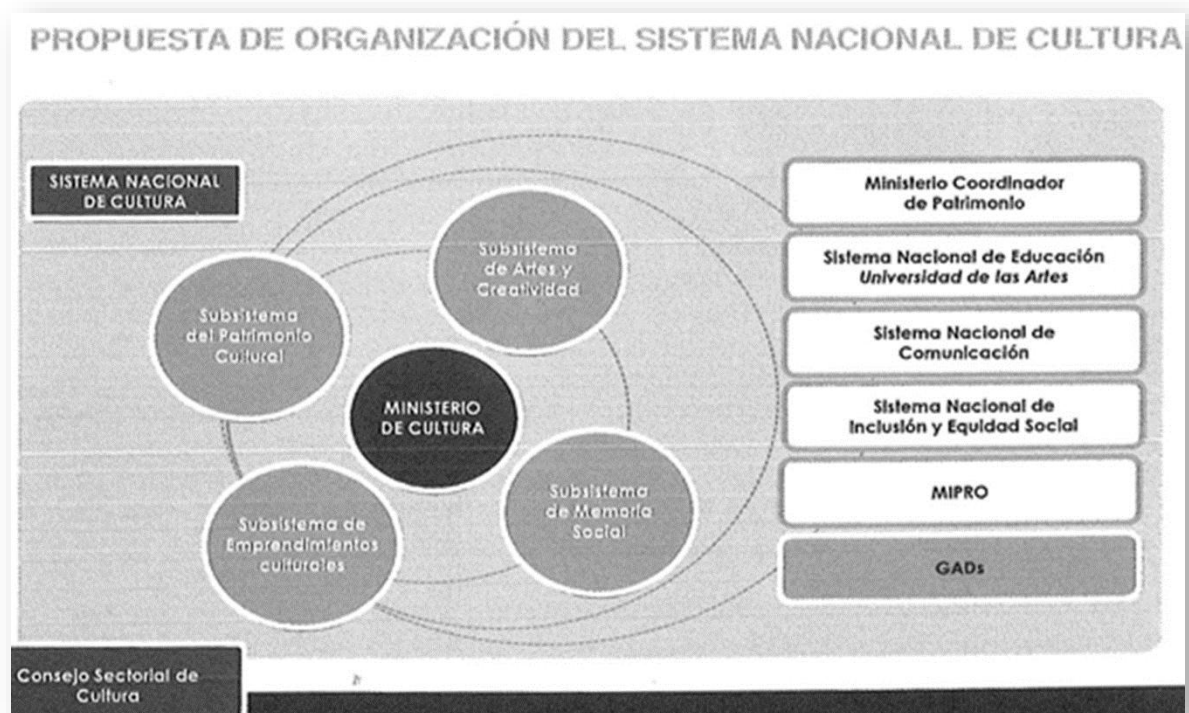 PROPUESTA DE ORGANIZACIÓN DEL SISTEMA NACIONAL DE CULTURA
SISTEMA NACIONAL
DE CULTURA
Subsistema
de Artes y
Creatividad
Subsistema
del Patrimonio
Cultural
MINISTERIO
DE CULTURA
Subsistema de
Emprendimientos
culturales
Subsistema
de Memoria
Social
Ministerio Coordinador
de Patrimonio
Sistema Nacional de Educación
Universidad de las Artes
Sistema Nacional de
Comunicación
Sistema Nacional de
Inclusión y Equidad Social
MIPRO
GADs
Consejo Sectorial de
Cultura